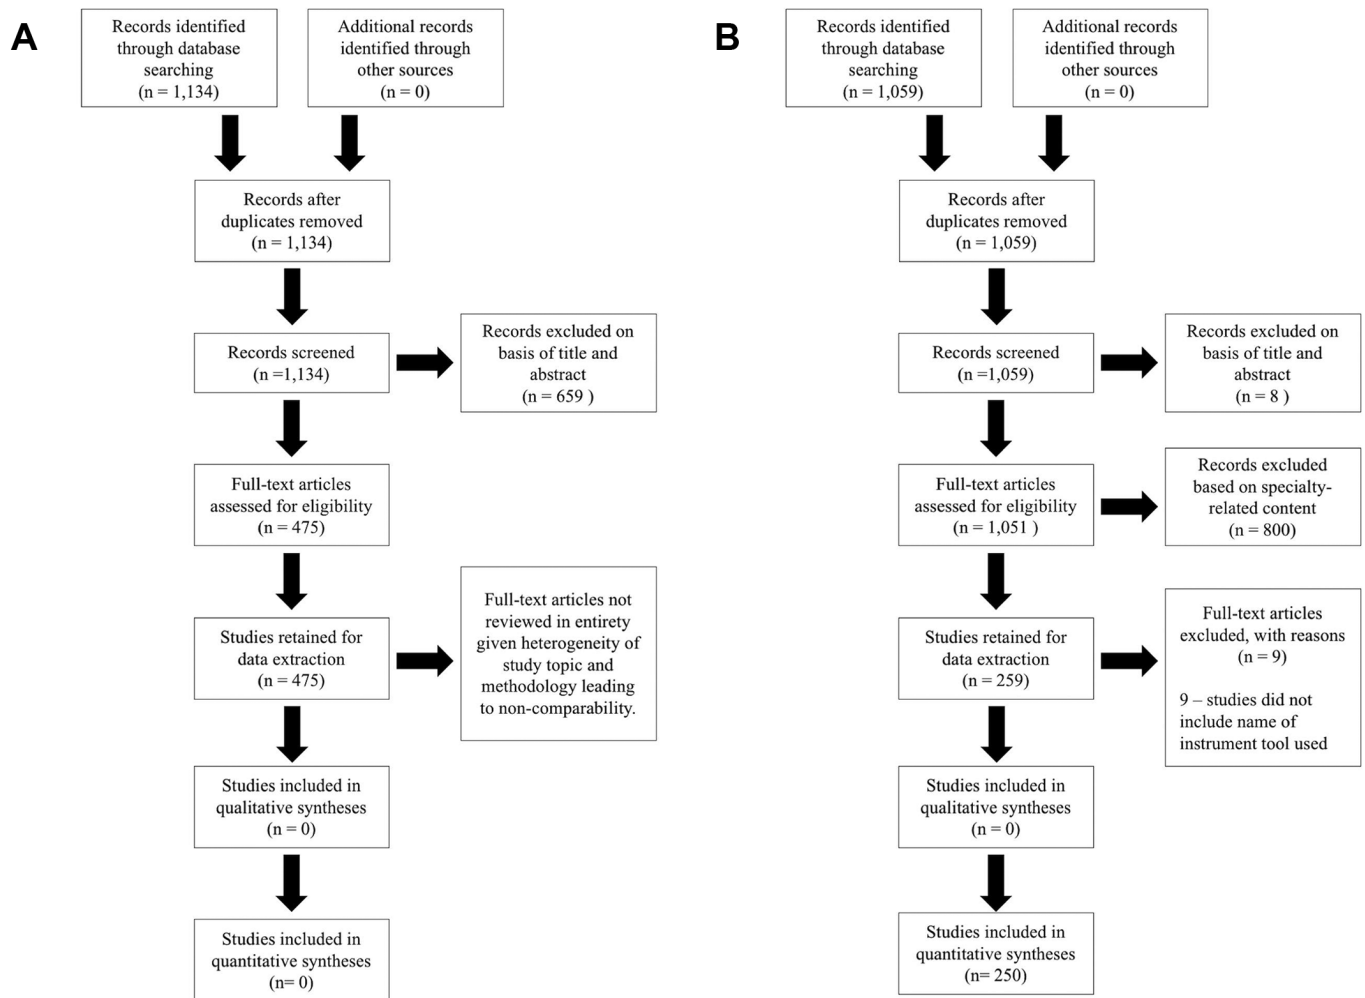 A
Records identified
through database
searching
(n = 1,134)
Additional records
identified through
other sources
(n = 0)
Records after
duplicates removed
(n = 1,134)
Records screened
(n =1,134)
Records excluded on
basis of title and
abstract
(n = 659 )
Full-text articles
assessed for eligibility
(n = 475)
Studies retained for
data extraction
(n = 475)
Full-text articles not
reviewed in entirety
given heterogeneity of
study topic and
methodology leading
to non-comparability.
Studies included in
qualitative syntheses
(n = 0)
Studies included in
quantitative syntheses
(n= 0)
B
Records identified
through database
searching
(n = 1,059)
Additional records
identified through
other sources
(n = 0)
Records after
duplicates removed
(n = 1,059)
Records screened
(n =1,059)
Records excluded on
basis of title and
abstract
(n = 8 )
Full-text articles
assessed for eligibility
(n = 1,051 )
Records excluded
based on specialty-
related content
(n = 800)
Studies retained for
data extraction
(n = 259)
Full-text articles
excluded, with reasons
(n = 9)
9 – studies did not
include name of
instrument tool used
Studies included in
qualitative syntheses
(n = 0)
Studies included in
quantitative syntheses
(n= 250)